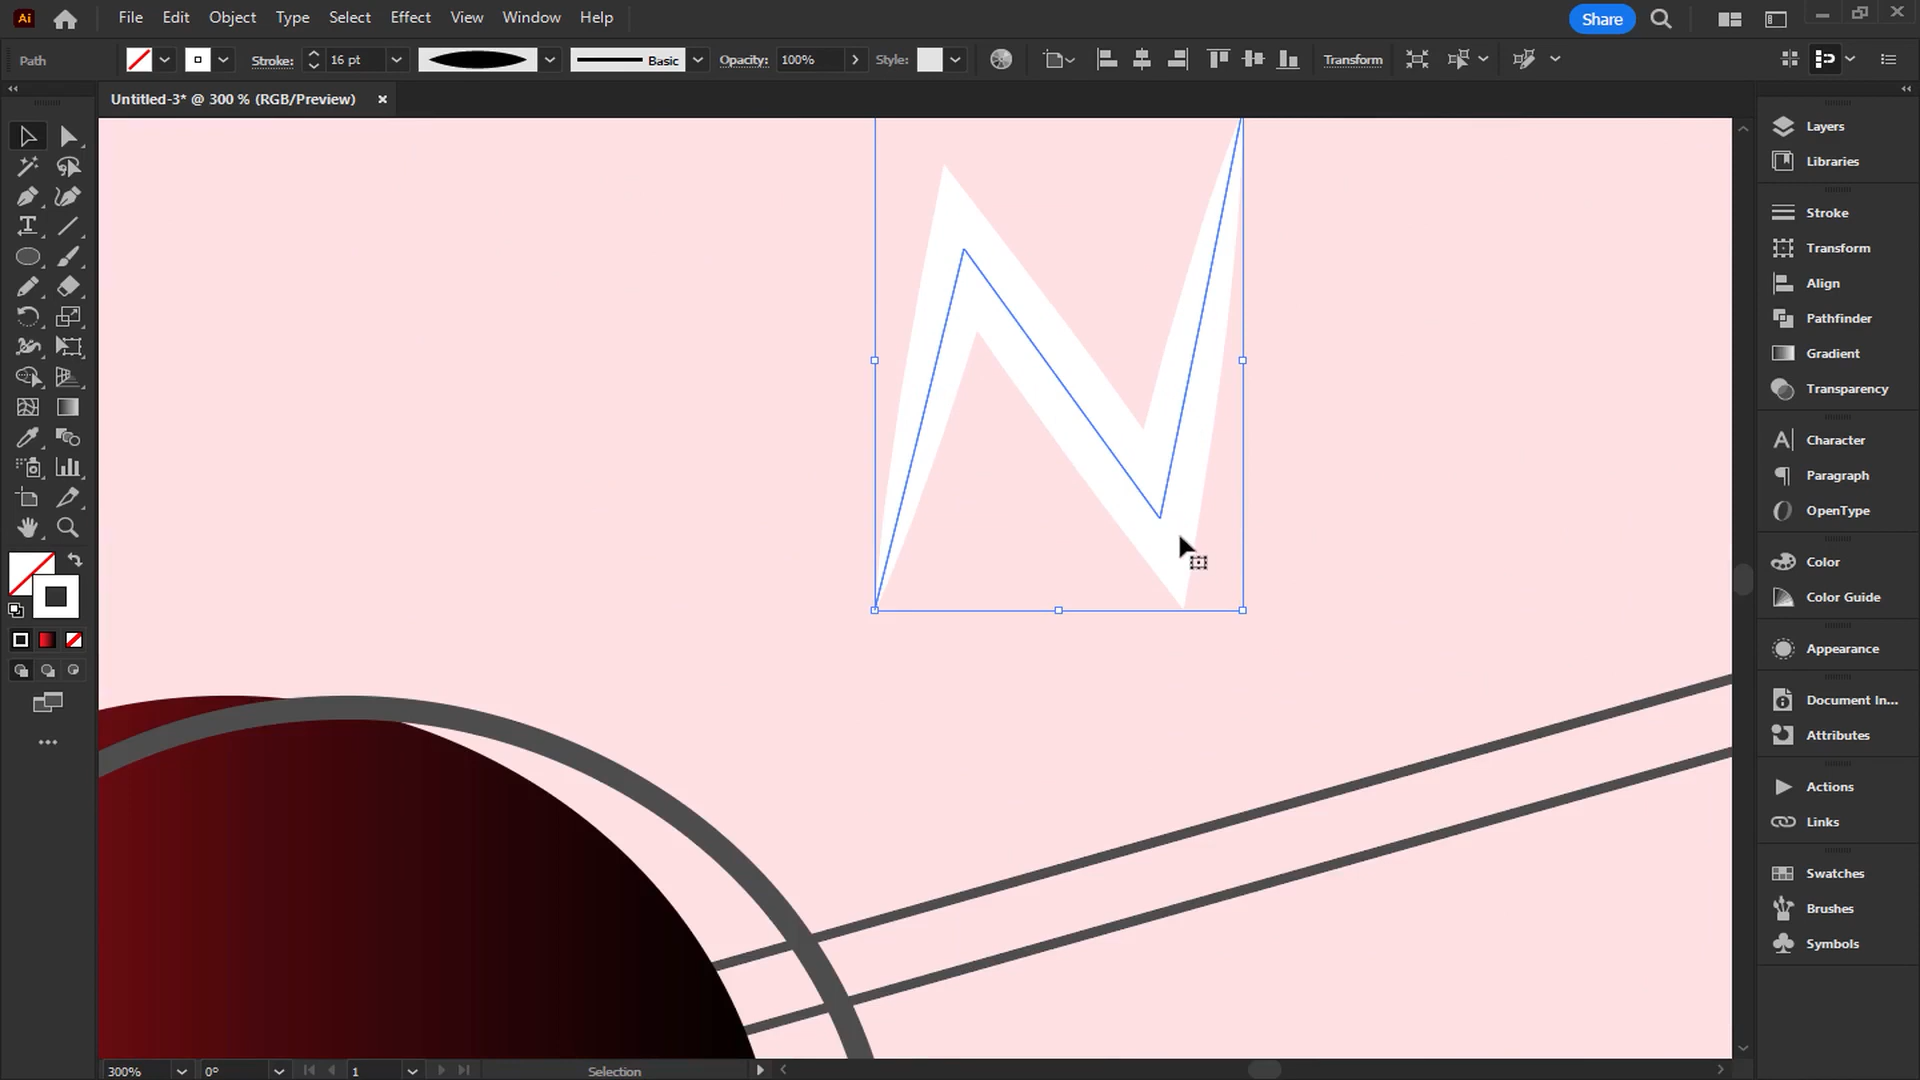 Ai File Edit Object Type Select Effect View Window Help Share
Path Stroke: 16 pt Basic Opacity: 100% Style: Transform
Untitled-3* @ 300 % (RGB/Preview)
Layers
Libraries
Stroke
Transform
Align
Pathfinder
Gradient
Transparency
Character
Paragraph
OpenType
Color
Color Guide
Appearance
Document In...
Attributes
Actions
Links
Swatches
Brushes
Symbols
300% 0° 1 Selection